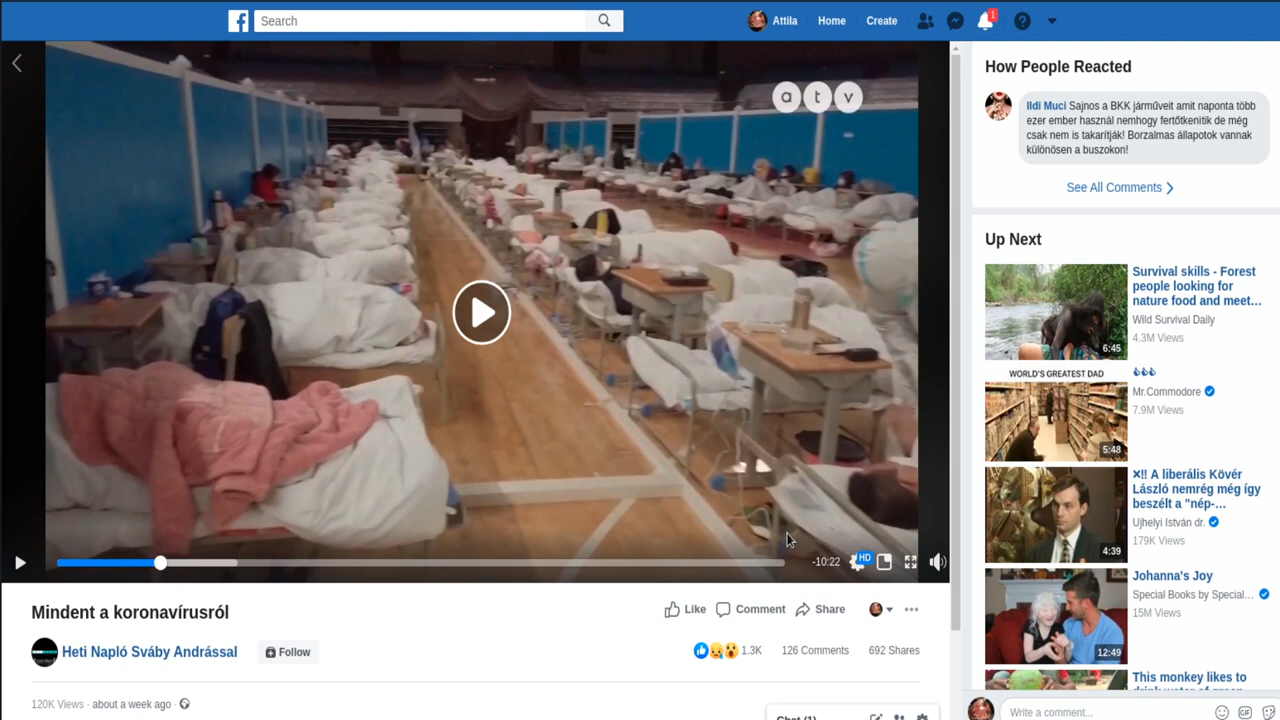 Search
Attila
Home
Create
1
a t v
-10:22
HD
Mindent a koronavírusról
Like
Comment
Share
Heti Napló Sváby Andrással
Follow
1.3K
126 Comments
692 Shares
120K Views · about a week ago ·
Chat (1)
How People Reacted
Ildi Muci Sajnos a BKK járműveit amit naponta több
ezer ember használ nemhogy fertőtkenitik de még
csak nem is takarítják! Borzalmas állapotok vannak
különösen a buszokon!
See All Comments
Up Next
Survival skills - Forest
people looking for
nature food and meet...
Wild Survival Daily
4.3M Views
6:45
WORLD'S GREATEST DAD
Mr.Commodore
7.9M Views
5:48
×‼ A liberális Kövér
László nemrég még így
beszélt a "nép-...
Ujhelyi István dr.
179K Views
4:39
Johanna's Joy
Special Books by Special...
15M Views
12:49
This monkey likes to
Write a comment...
GIF